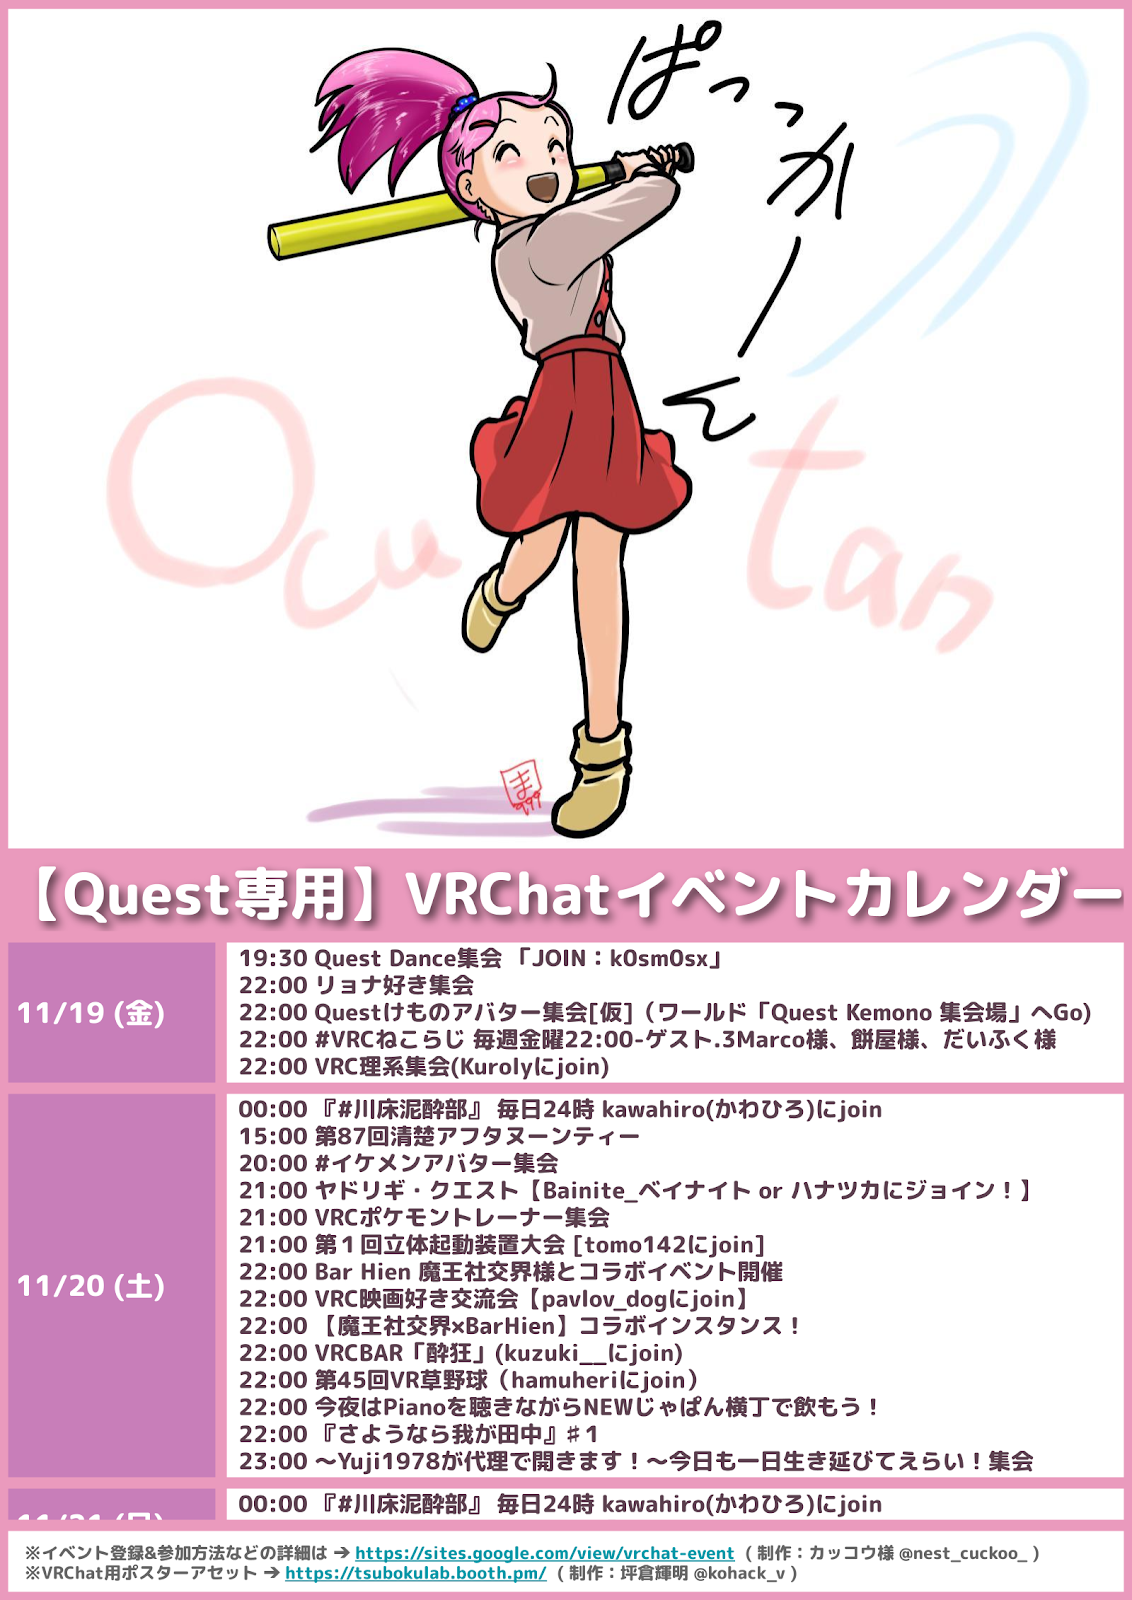 ぱっっかーん
Qcu tan
ま
999
【Quest専用】VRChatイベントカレンダー
11/19 (金)
19:30 Quest Dance集会 「JOIN：k0sm0sx」
22:00 リョナ好き集会
22:00 Questけものアバター集会[仮]（ワールド「Quest Kemono 集会場」へGo)
22:00 #VRCねこらじ 毎週金曜22:00-ゲスト.3Marco様、餅屋様、だいふく様
22:00 VRC理系集会(Kurolyにjoin)
11/20 (土)
00:00 『#川床泥酔部』 毎日24時 kawahiro(かわひろ)にjoin
15:00 第87回清楚アフタヌーンティー
20:00 #イケメンアバター集会
21:00 ヤドリギ・クエスト【Bainite_ベイナイト or ハナツカにジョイン！】
21:00 VRCポケモントレーナー集会
21:00 第１回立体起動装置大会 [tomo142にjoin]
22:00 Bar Hien 魔王社交界様とコラボイベント開催
22:00 VRC映画好き交流会【pavlov_dogにjoin】
22:00 【魔王社交界×BarHien】コラボインスタンス！
22:00 VRCBAR「酔狂」(kuzuki__にjoin)
22:00 第45回VR草野球（hamuheriにjoin）
22:00 今夜はPianoを聴きながらNEWじゃぱん横丁で飲もう！
22:00 『さようなら我が田中』♯1
23:00 〜Yuji1978が代理で開きます！〜今日も一日生き延びてえらい！集会
11/21 (日)
00:00 『#川床泥酔部』 毎日24時 kawahiro(かわひろ)にjoin
※イベント登録&参加方法などの詳細は ➔ https://sites.google.com/view/vrchat-event （制作：カッコウ様 @nest_cuckoo_ ）
※VRChat用ポスターアセット ➔ https://tsubokulab.booth.pm/ （制作：坪倉輝明 @kohack_v ）